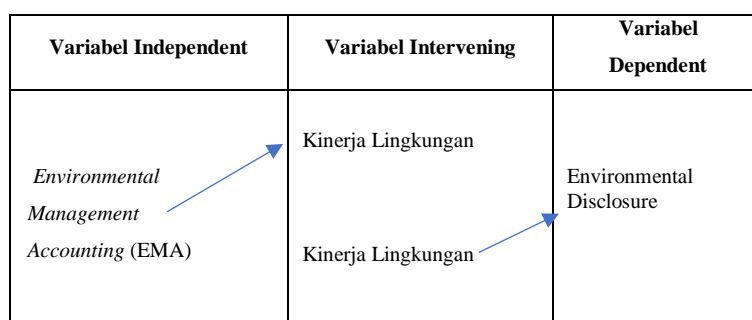 Variabel Independent
Variabel Intervening
Variabel
Dependent
Environmental
Management
Accounting (EMA)
Kinerja Lingkungan
Kinerja Lingkungan
Environmental
Disclosure